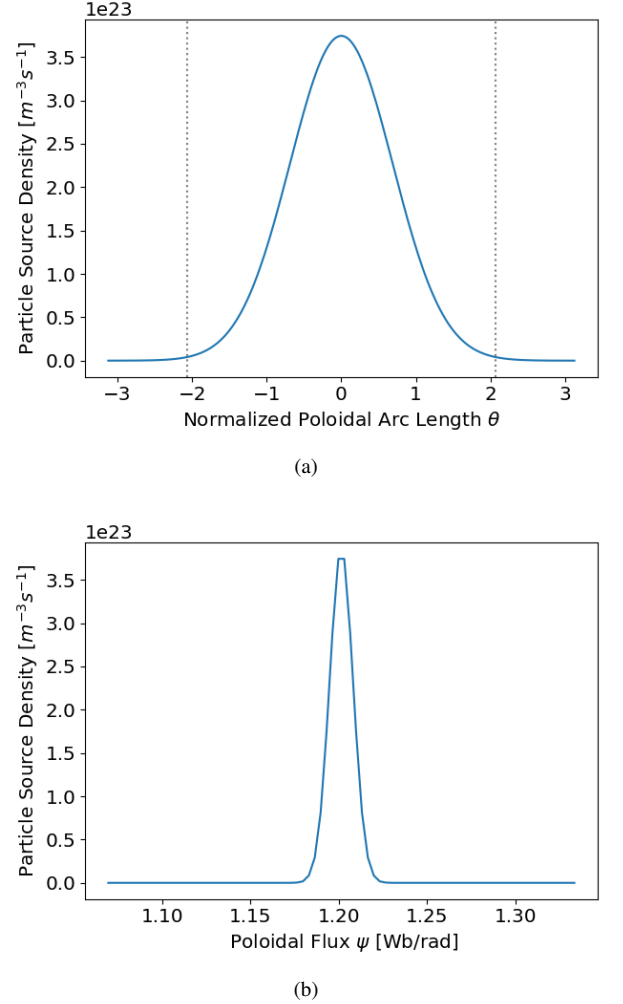 1e23
3.5
3.0
2.5
2.0
1.5
1.0
0.5
0.0
Particle Source Density [$m^{-3}s^{-1}$]
−3 −2 −1 0 1 2 3
Normalized Poloidal Arc Length θ
(a)
1e23
3.5
3.0
2.5
2.0
1.5
1.0
0.5
0.0
Particle Source Density [$m^{-3}s^{-1}$]
1.10 1.15 1.20 1.25 1.30
Poloidal Flux ψ [Wb/rad]
(b)